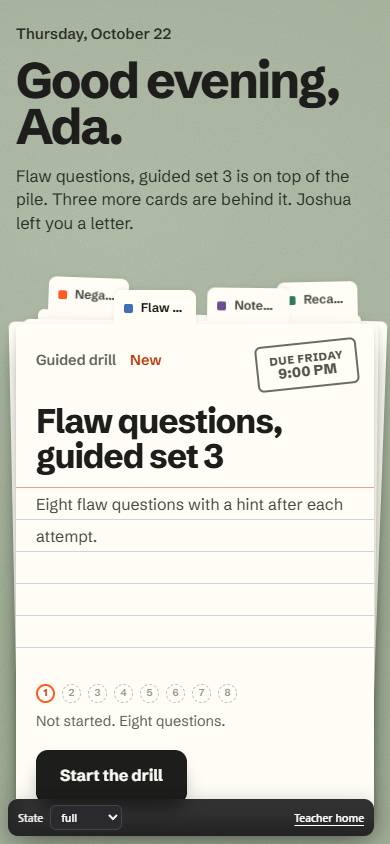 Thursday, October 22
Good evening,
Ada.
Flaw questions, guided set 3 is on top of the
pile. Three more cards are behind it. Joshua
left you a letter.
Nega...
Flaw ...
Note...
Reca...
Guided drill New
DUE FRIDAY
9:00 PM
Flaw questions,
guided set 3
Eight flaw questions with a hint after each
attempt.
1 2 3 4 5 6 7 8
Not started. Eight questions.
Start the drill
State full Teacher home